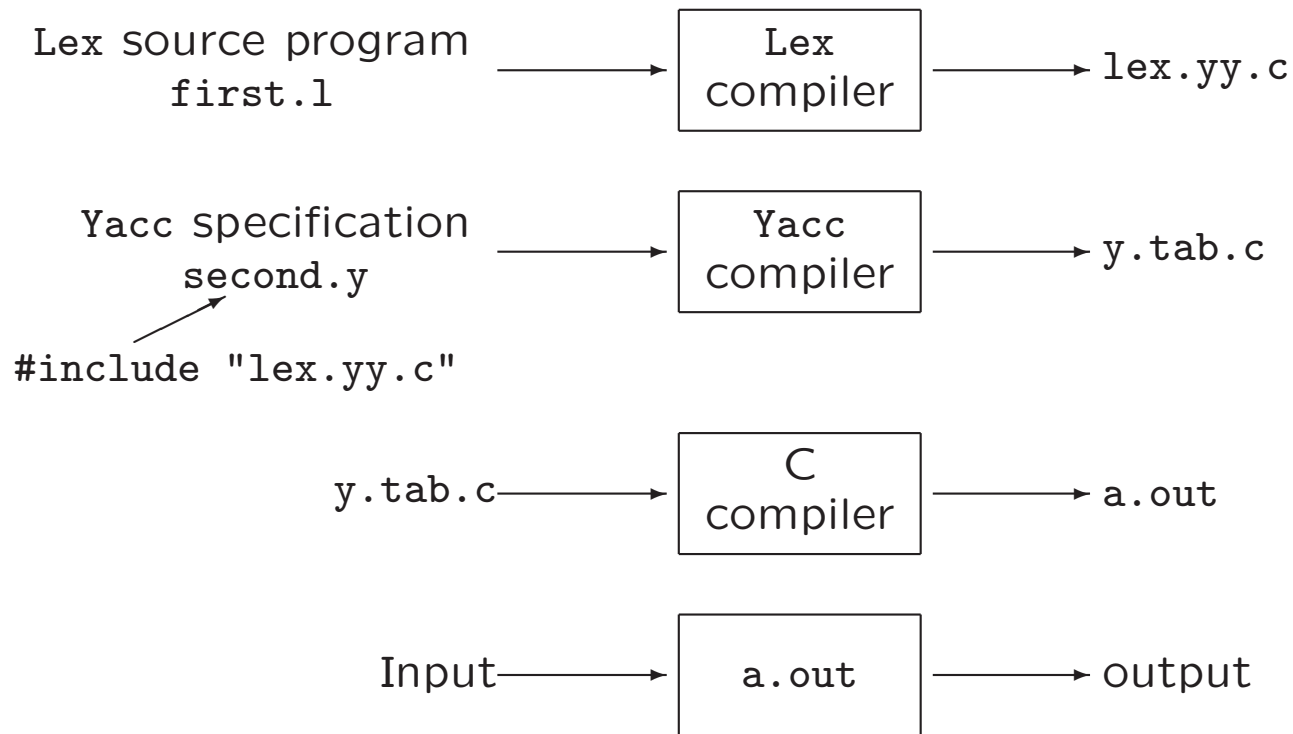 Lex source program
first.l
Lex
compiler
lex.yy.c
Yacc specification
second.y
#include "lex.yy.c"
Yacc
compiler
y.tab.c
y.tab.c
C
compiler
a.out
Input
a.out
output